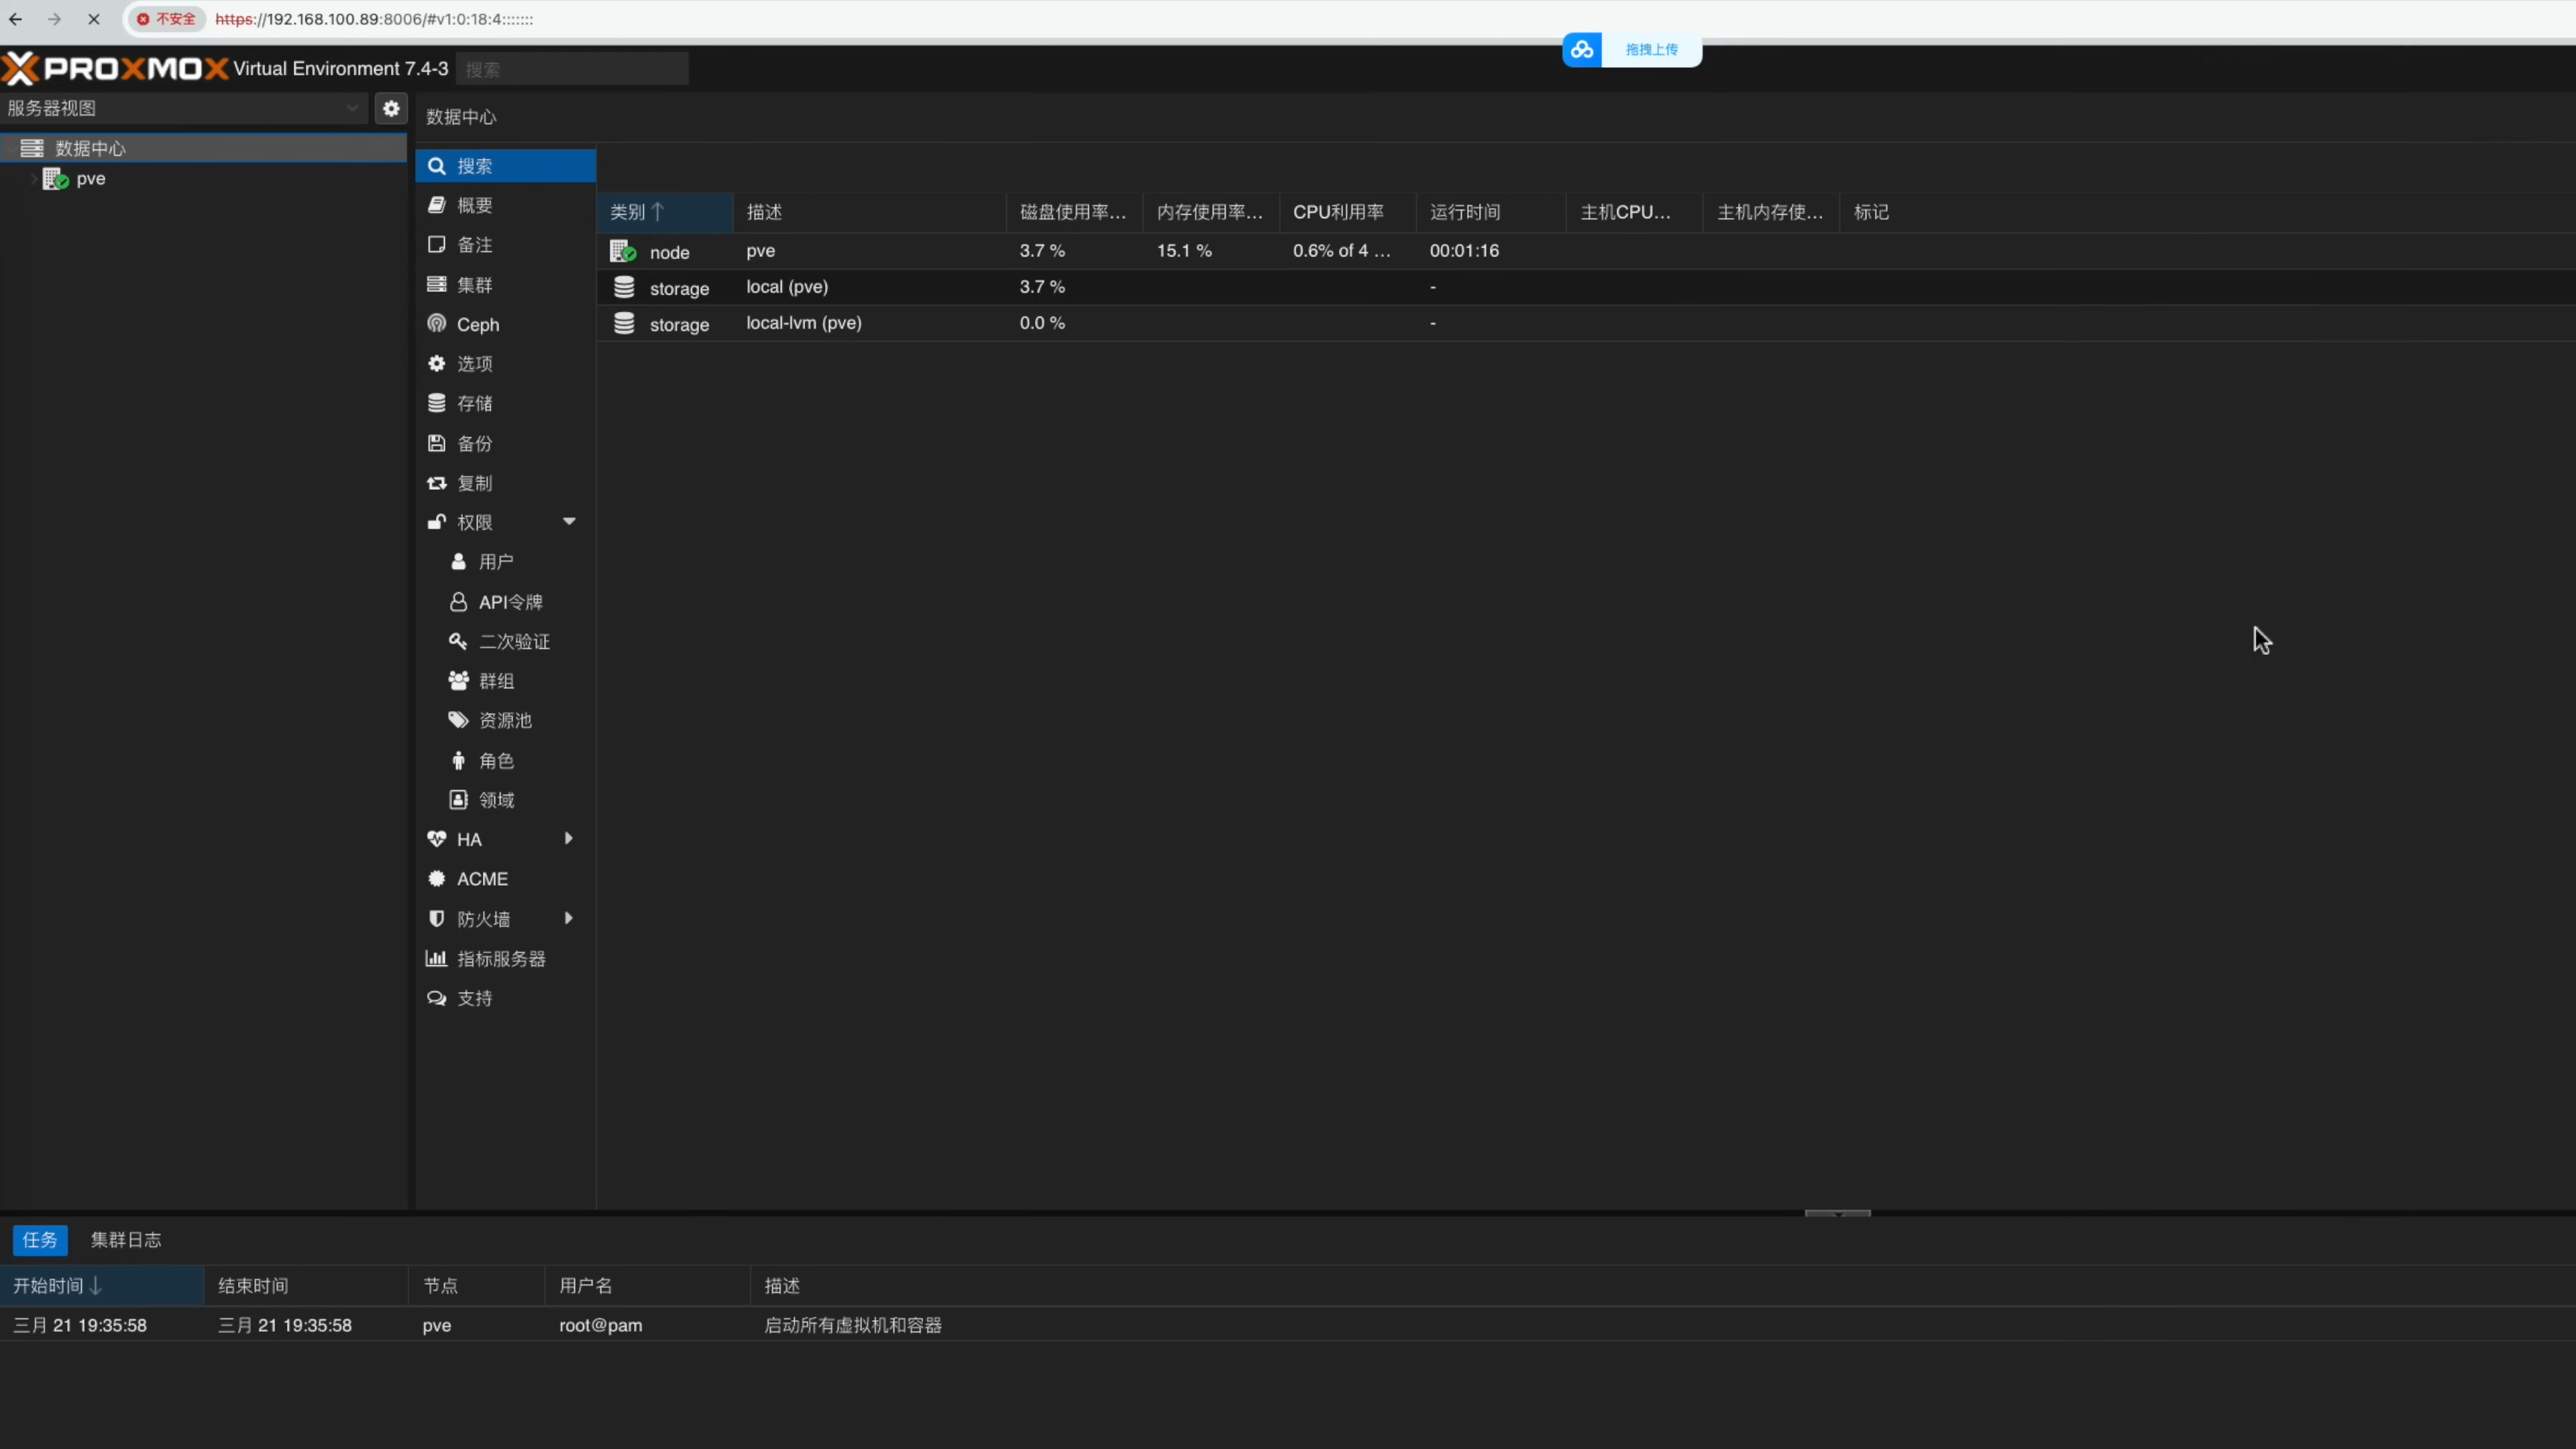 不安全 https://192.168.100.89:8006/#v1:0:18:4:::::::
拖拽上传
PROXMOX Virtual Environment 7.4-3 搜索
服务器视图
数据中心
pve
数据中心
搜索
概要
备注
集群
Ceph
选项
存储
备份
复制
权限
用户
API令牌
二次验证
群组
资源池
角色
领域
HA
ACME
防火墙
指标服务器
支持
类别 描述 磁盘使用率... 内存使用率... CPU利用率 运行时间 主机CPU... 主机内存使... 标记
node pve 3.7 % 15.1 % 0.6% of 4 ... 00:01:16
storage local (pve) 3.7 % -
storage local-lvm (pve) 0.0 % -
任务 集群日志
开始时间 结束时间 节点 用户名 描述
三月 21 19:35:58 三月 21 19:35:58 pve root@pam 启动所有虚拟机和容器